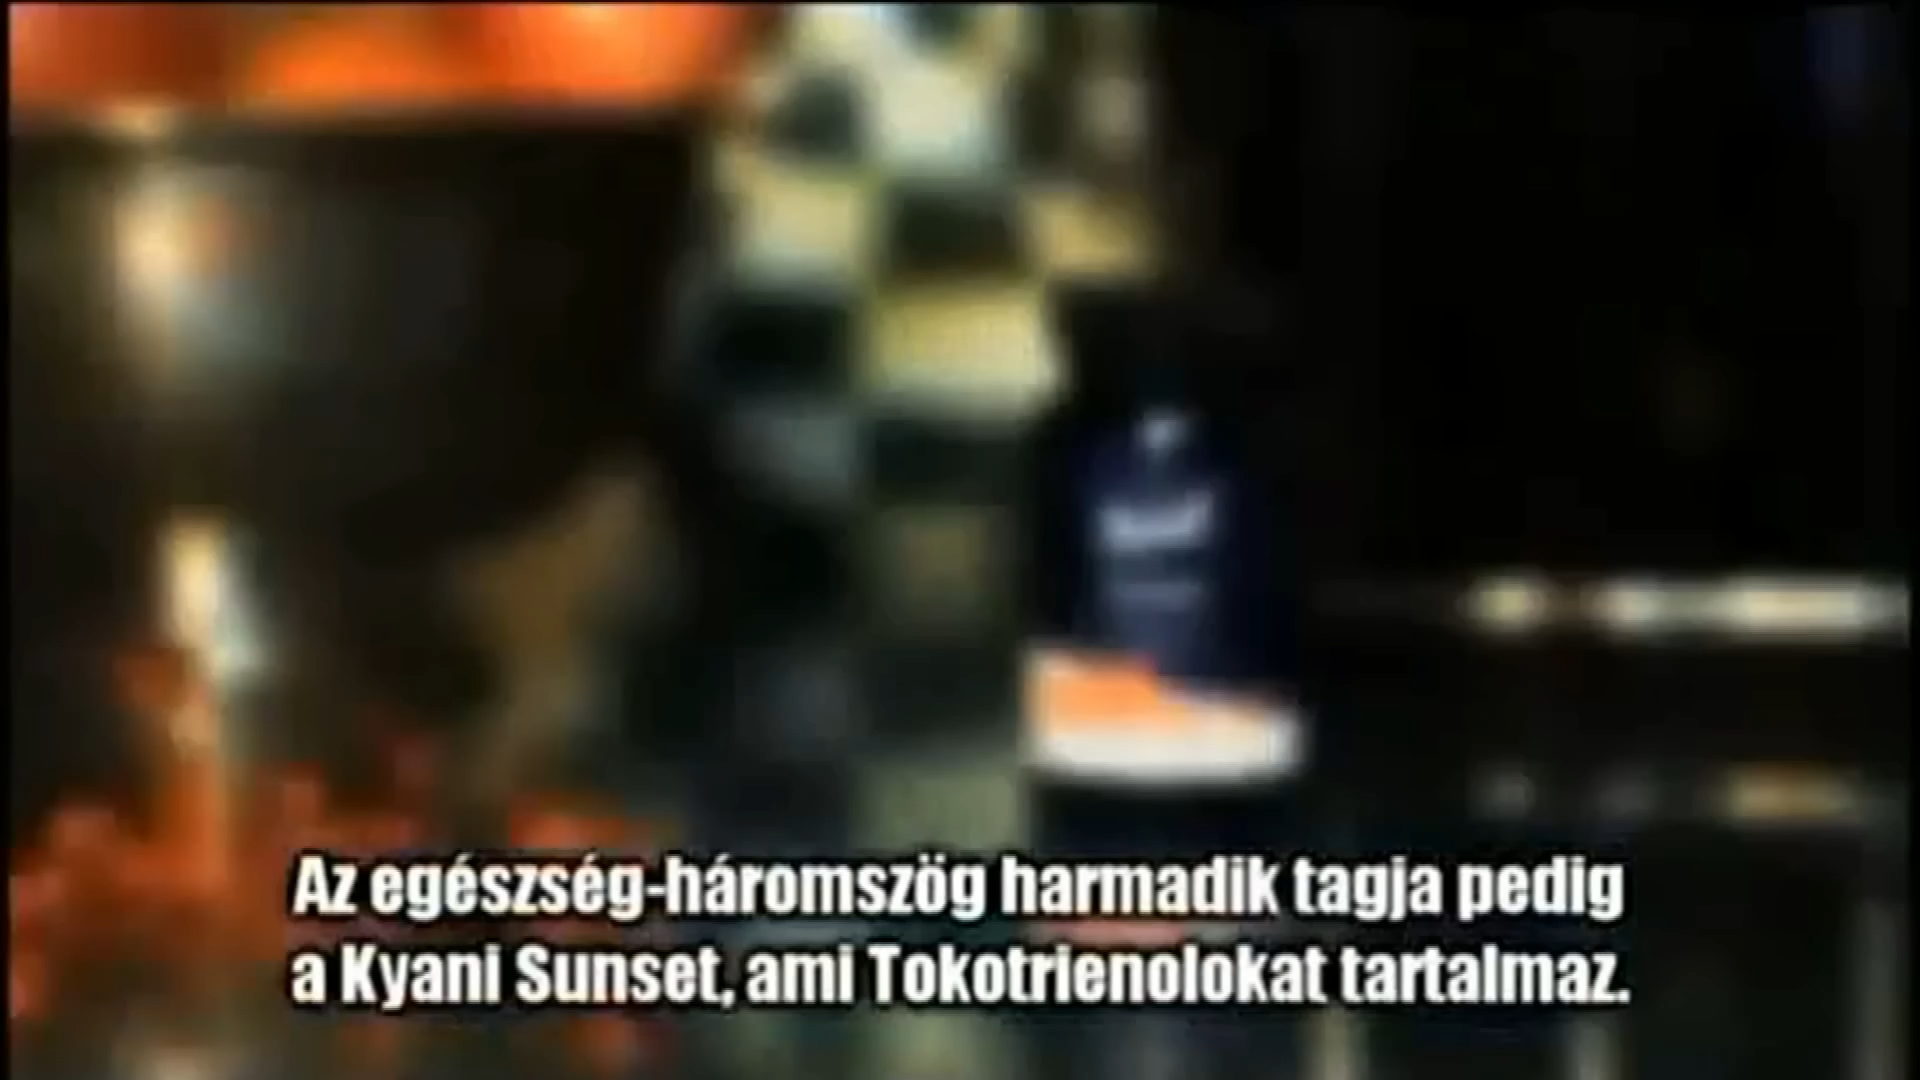 Az egészség-háromszög harmadik tagja pedig
a Kyani Sunset, ami Tokotrienolokat tartalmaz.